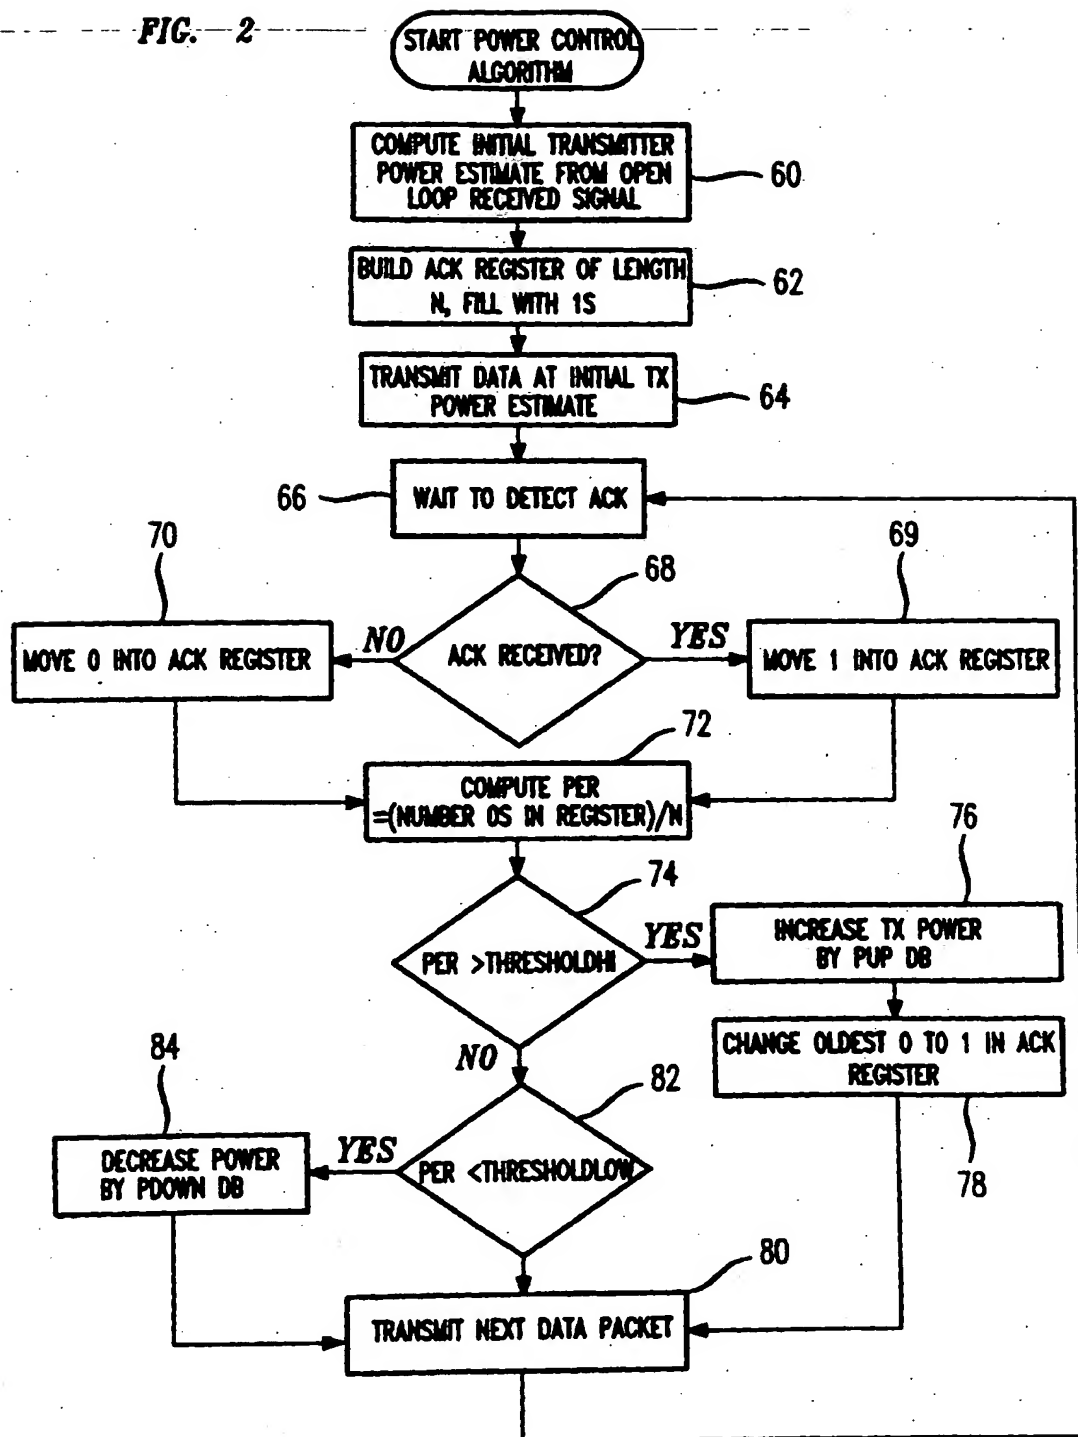 FIG. 2
START POWER CONTROL
ALGORITHM
COMPUTE INITIAL TRANSMITTER
POWER ESTIMATE FROM OPEN
LOOP RECEIVED SIGNAL
60
BUILD ACK REGISTER OF LENGTH
N, FILL WITH 1S
62
TRANSMIT DATA AT INITIAL TX
POWER ESTIMATE
64
66
WAIT TO DETECT ACK
70
68
69
MOVE 0 INTO ACK REGISTER
NO
ACK RECEIVED?
YES
MOVE 1 INTO ACK REGISTER
72
COMPUTE PER
=(NUMBER OS IN REGISTER)/N
76
74
PER >THRESHOLDHI
YES
INCREASE TX POWER
BY PUP DB
NO
CHANGE OLDEST 0 TO 1 IN ACK
REGISTER
78
84
82
DECREASE POWER
BY PDOWN DB
YES
PER <THRESHOLDLOW
80
TRANSMIT NEXT DATA PACKET